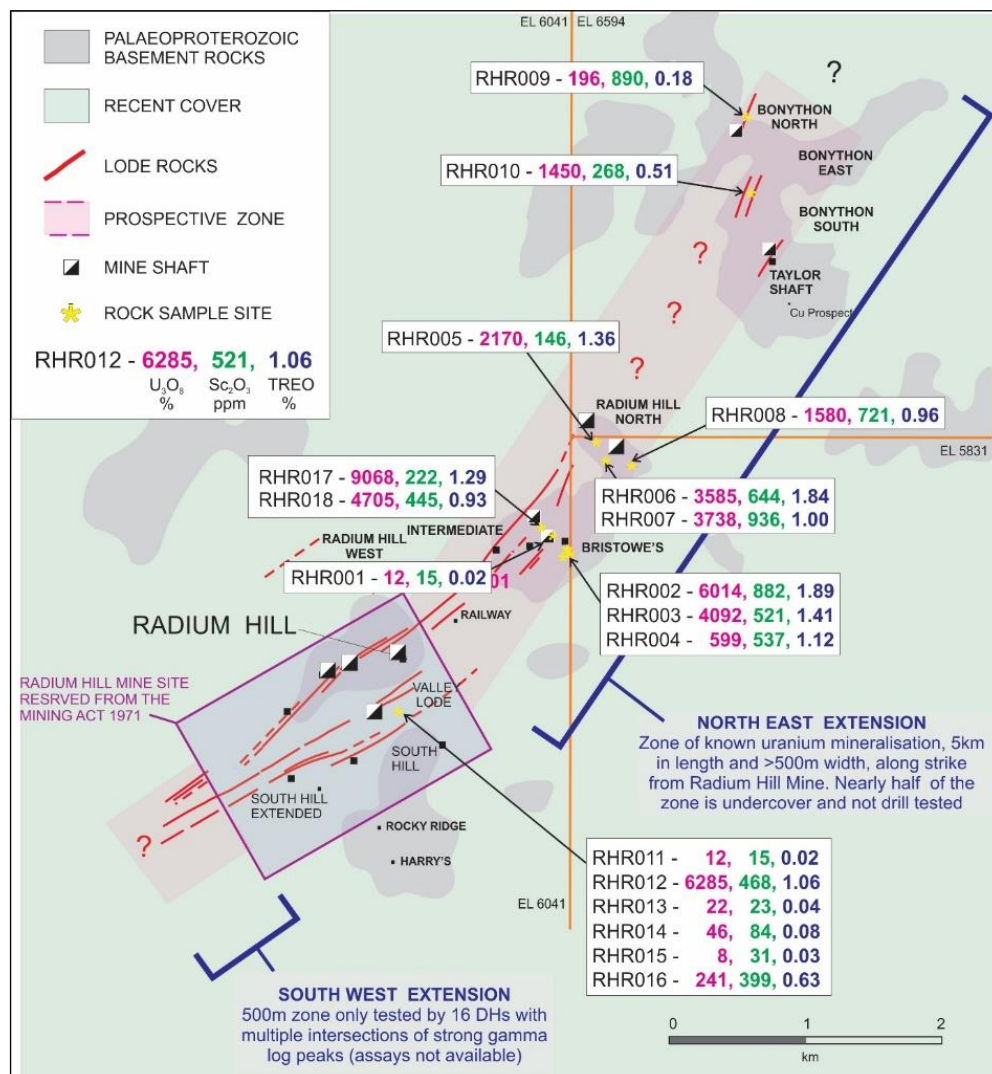 PALAEOPROTEROZOIC
BASEMENT ROCKS
RECENT COVER
LODE ROCKS
PROSPECTIVE ZONE
MINE SHAFT
ROCK SAMPLE SITE
RHR012 - 6285, 521, 1.06
U₃O₈ Sc₂O₃ TREO
% ppm %
EL 6041 EL 6594
RHR009 - 196, 890, 0.18
?
BONYTHON
NORTH
BONYTHON
EAST
RHR010 - 1450, 268, 0.51
BONYTHON
SOUTH
?
TAYLOR
SHAFT
Cu Prospect
?
RHR005 - 2170, 146, 1.36
?
RADIUM HILL
NORTH
RHR008 - 1580, 721, 0.96
EL 5831
RHR017 - 9068, 222, 1.29
RHR018 - 4705, 445, 0.93
RHR006 - 3585, 644, 1.84
RHR007 - 3738, 936, 1.00
INTERMEDIATE
RADIUM HILL
WEST
BRISTOWE'S
RHR001 - 12, 15, 0.02
01
RHR002 - 6014, 882, 1.89
RHR003 - 4092, 521, 1.41
RHR004 - 599, 537, 1.12
RAILWAY
RADIUM HILL
RADIUM HILL MINE SITE
RESRVED FROM THE
MINING ACT 1971
VALLEY
LODE
SOUTH
HILL
SOUTH HILL
EXTENDED
NORTH EAST EXTENSION
Zone of known uranium mineralisation, 5km
in length and >500m width, along strike
from Radium Hill Mine. Nearly half of the
zone is undercover and not drill tested
?
ROCKY RIDGE
HARRY'S
RHR011 - 12, 15, 0.02
RHR012 - 6285, 468, 1.06
RHR013 - 22, 23, 0.04
RHR014 - 46, 84, 0.08
RHR015 - 8, 31, 0.03
RHR016 - 241, 399, 0.63
EL 6041
SOUTH WEST EXTENSION
500m zone only tested by 16 DHs with
multiple intersections of strong gamma
log peaks (assays not available)
0 1 2
km